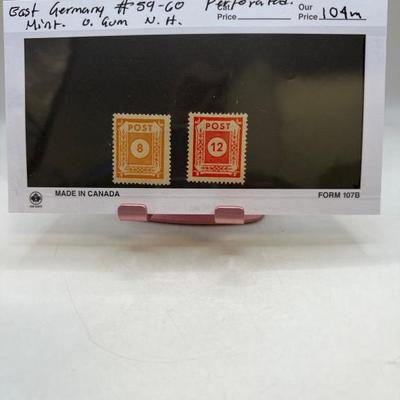 East Germany #59-60 Perforated.
Mint. O. Gum N.H.
Cat.
Price
Our
Price 104m
POST
8
POST
12
MADE IN CANADA
FORM 107B